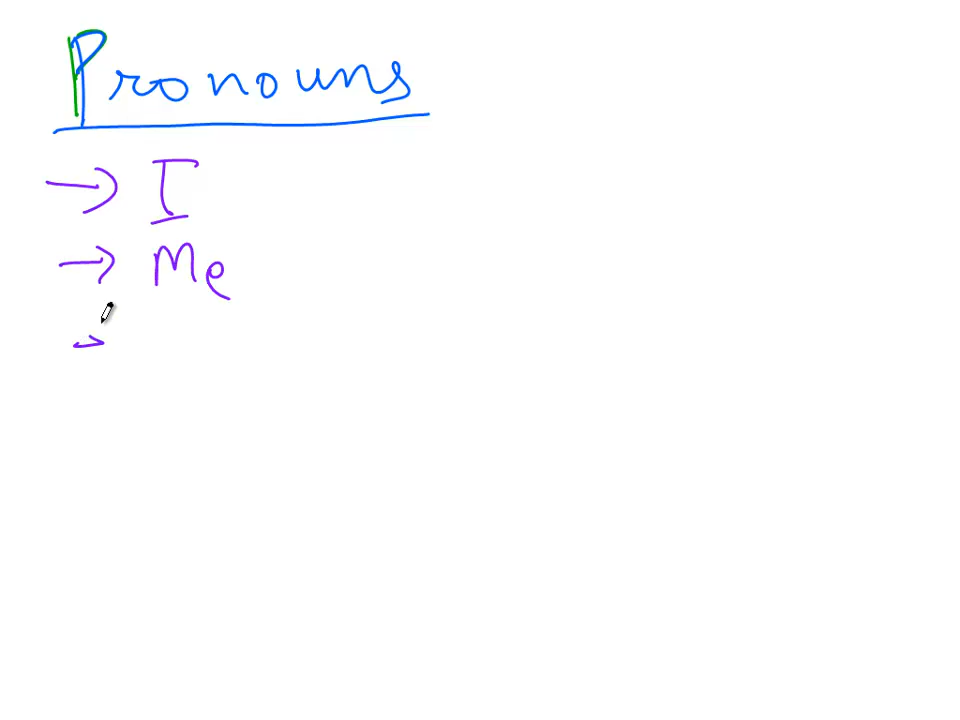 Pronouns
→ I
→ Me
→